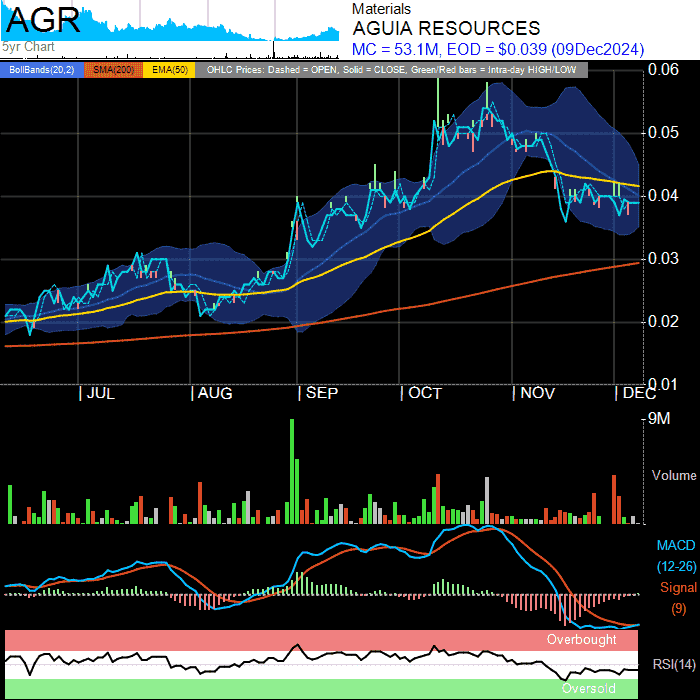 AGR
5yr Chart
Materials
AGUIA RESOURCES
MC = 53.1M, EOD = $0.039 (09Dec2024)
BollBands(20,2) SMA(200) EMA(50) OHLC Prices: Dashed = OPEN, Solid = CLOSE, Green/Red bars = Intra-day HIGH/LOW
0.06
0.05
0.04
0.03
0.02
0.01
JUL AUG SEP OCT NOV DEC
9M
Volume
MACD
(12-26)
Signal
(9)
Overbought
RSI(14)
Oversold